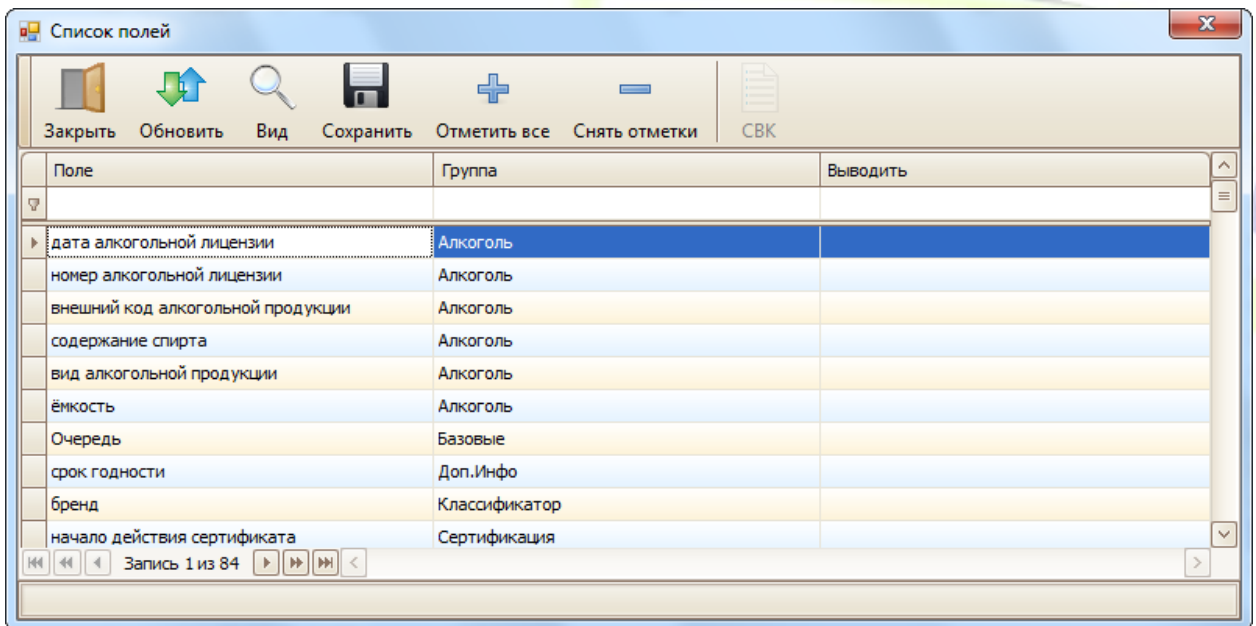 Список полей
Закрыть Обновить Вид Сохранить Отметить все Снять отметки СВК
Поле Группа Выводить
дата алкогольной лицензии Алкоголь
номер алкогольной лицензии Алкоголь
внешний код алкогольной продукции Алкоголь
содержание спирта Алкоголь
вид алкогольной продукции Алкоголь
ёмкость Алкоголь
Очередь Базовые
срок годности Доп.Инфо
бренд Классификатор
начало действия сертификата Сертификация
Запись 1 из 84